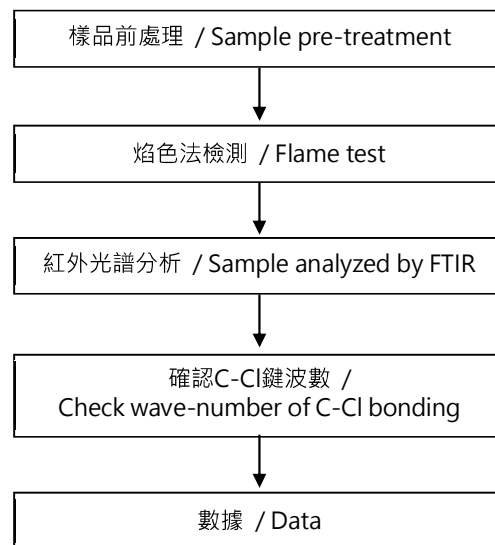 樣品前處理 / Sample pre-treatment
焰色法檢測 / Flame test
紅外光譜分析 / Sample analyzed by FTIR
確認C-Cl鍵波數 /
Check wave-number of C-Cl bonding
數據 / Data